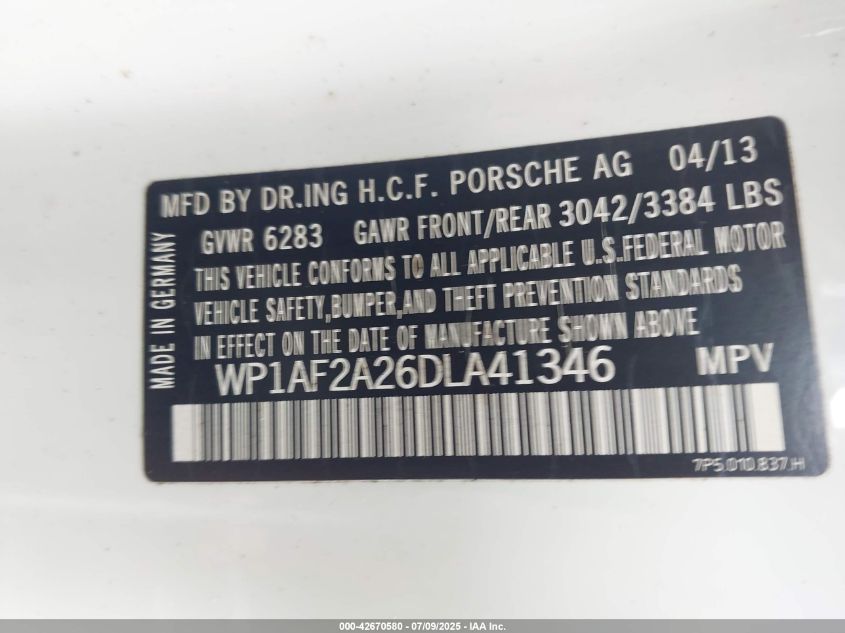 MFD BY DR.ING H.C.F. PORSCHE AG 04/13
GVWR 6283 GAWR FRONT/REAR 3042/3384 LBS
THIS VEHICLE CONFORMS TO ALL APPLICABLE U.S.FEDERAL MOTOR
VEHICLE SAFETY,BUMPER,AND THEFT PREVENTION STANDARDS
IN EFFECT ON THE DATE OF MANUFACTURE SHOWN ABOVE
WP1AF2A26DLA41346 MPV
MADE IN GERMANY
7P5.010.837.H
000-42670580 - 07/09/2025 - IAA Inc.